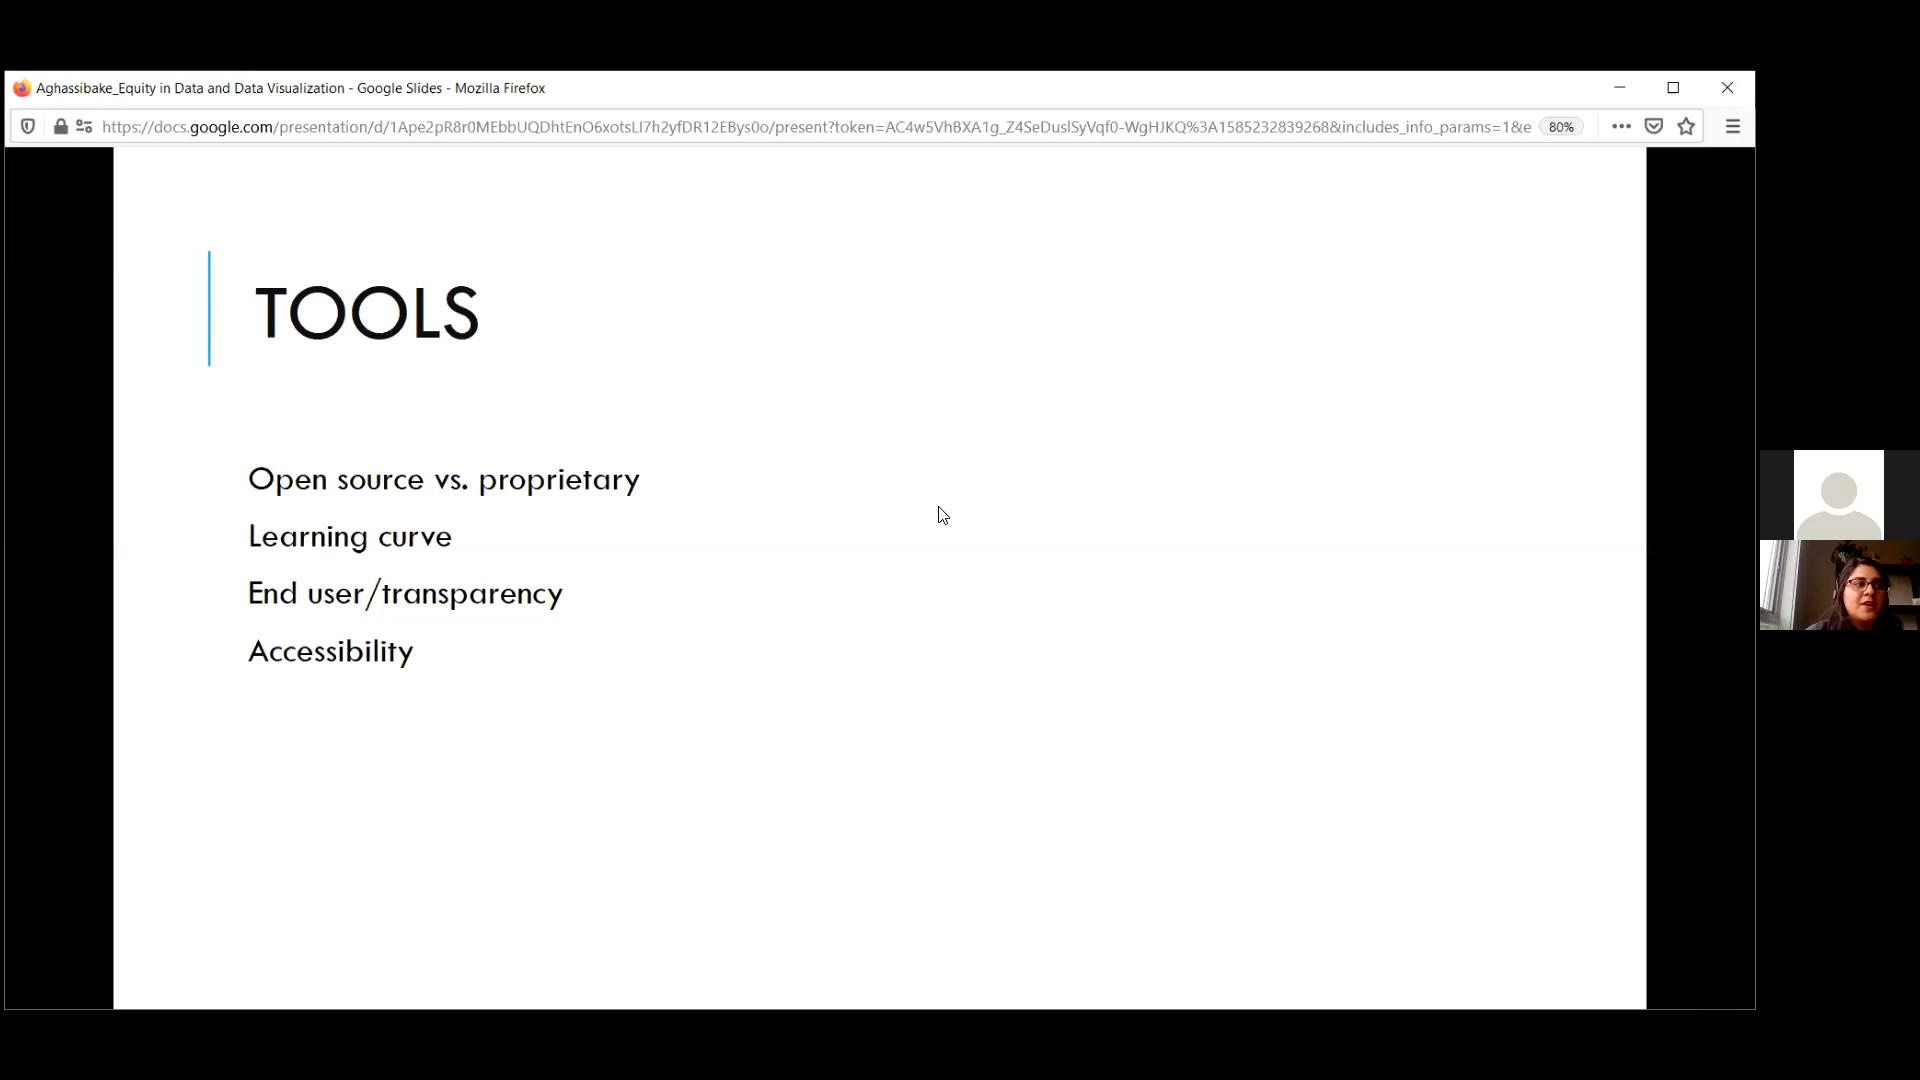 Aghassibake_Equity in Data and Data Visualization - Google Slides - Mozilla Firefox
https://docs.google.com/presentation/d/1Ape2pR8r0MEbbUQDhtEnO6xotsLI7h2yfDR12EBys0o/present?token=AC4w5VhBXA1g_Z4SeDuslSyVqf0-WgHJKQ%3A1585232839268&includes_info_params=1&e 80%
TOOLS
Open source vs. proprietary
Learning curve
End user/transparency
Accessibility